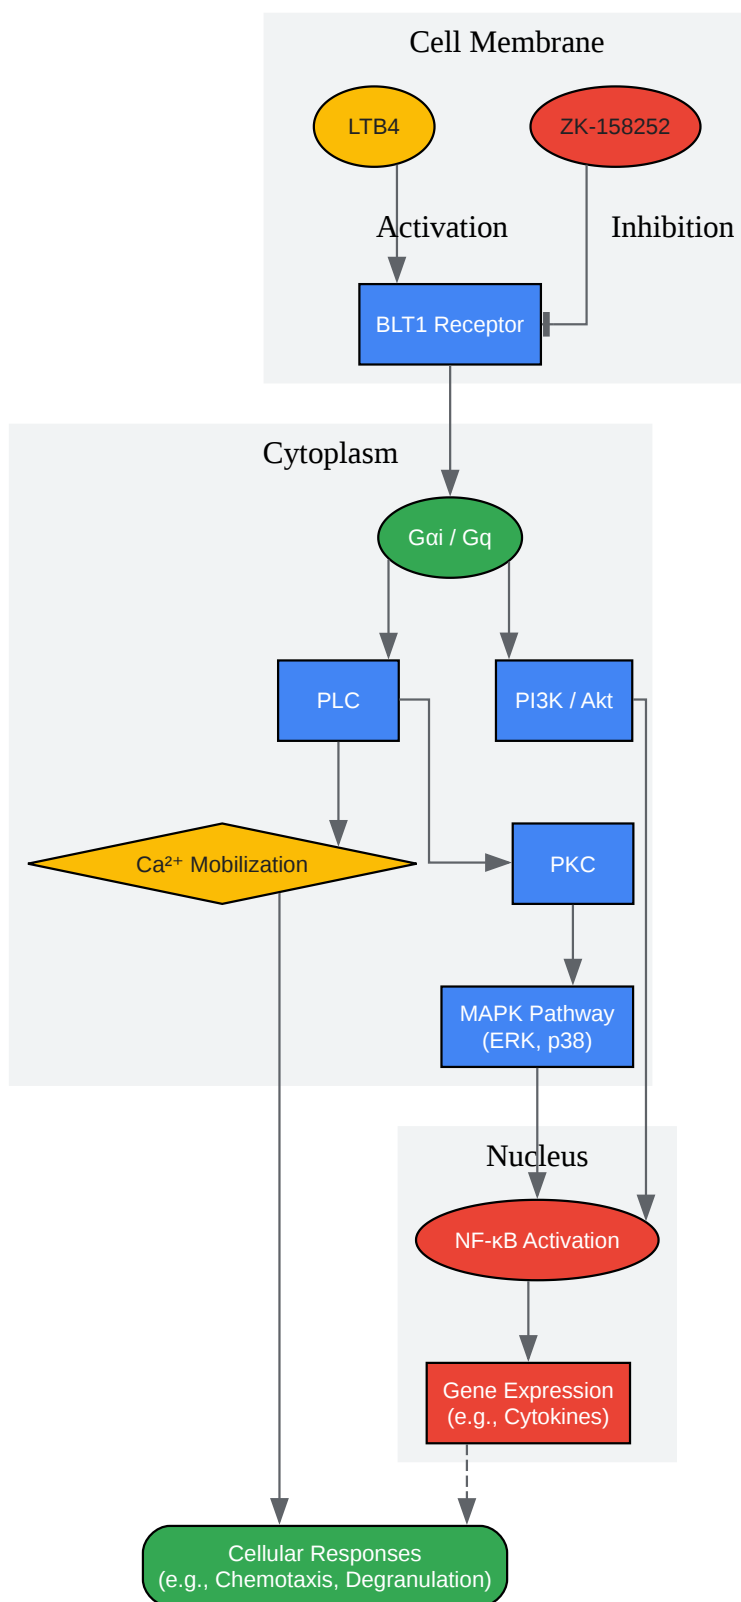 Cell Membrane
LTB4
ZK-158252
Activation
Inhibition
BLT1 Receptor
Cytoplasm
Gαi / Gq
PLC
PI3K / Akt
Ca²⁺ Mobilization
PKC
MAPK Pathway
(ERK, p38)
Nucleus
NF-κB Activation
Gene Expression
(e.g., Cytokines)
Cellular Responses
(e.g., Chemotaxis, Degranulation)